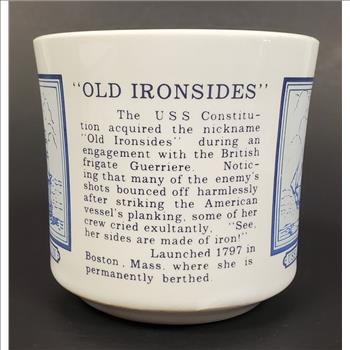 "OLD IRONSIDES"
The USS Constitu-
tion acquired the nickname
"Old Ironsides" during an
engagement with the British
frigate Guerriere. Notic-
ing that many of the enemy's
shots bounced off harmlessly
after striking the American
vessel's planking, some of her
crew cried exultantly, "See,
her sides are made of iron!"
Launched 1797 in
Boston, Mass. where she is
permanently berthed.